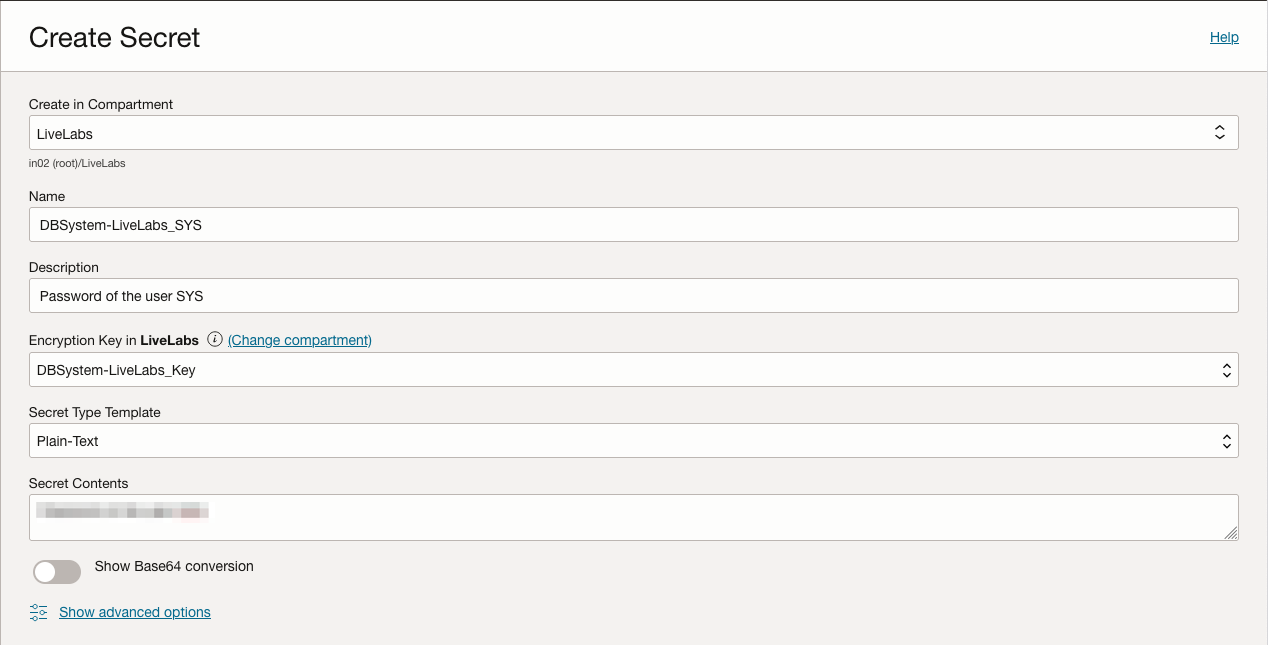 Create Secret
Help
Create in Compartment
LiveLabs
in02 (root)/LiveLabs
Name
DBSystem-LiveLabs_SYS
Description
Password of the user SYS
Encryption Key in LiveLabs (Change compartment)
DBSystem-LiveLabs_Key
Secret Type Template
Plain-Text
Secret Contents
Show Base64 conversion
Show advanced options